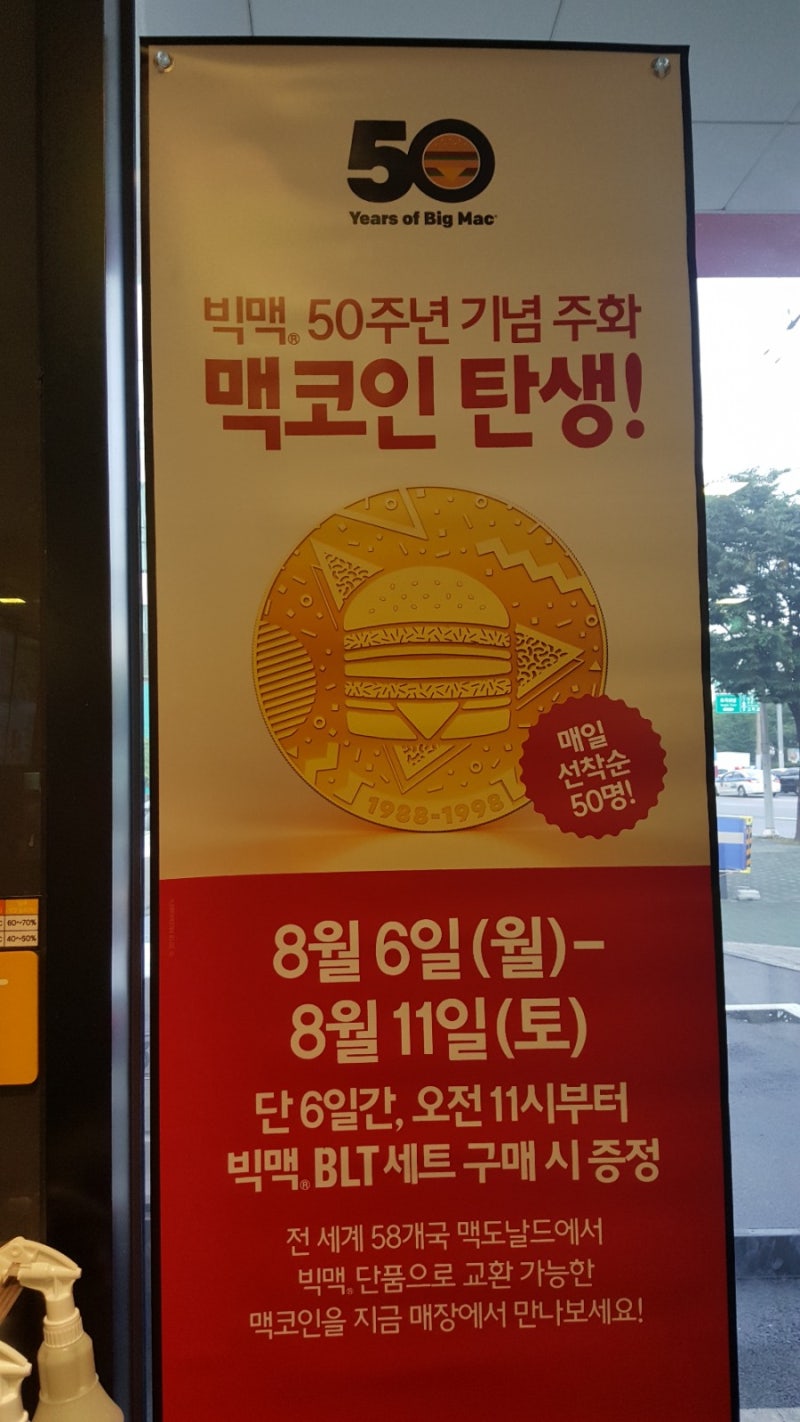 50
Years of Big Mac
빅맥® 50주년 기념 주화
맥코인 탄생!
1988-1998
매일
선착순
50명!
8월 6일 (월) –
8월 11일 (토)
단 6일간, 오전 11시부터
빅맥® BLT 세트 구매 시 증정
전 세계 58개국 맥도날드에서
빅맥® 단품으로 교환 가능한
맥코인을 지금 매장에서 만나보세요!
60~70%
40~60%